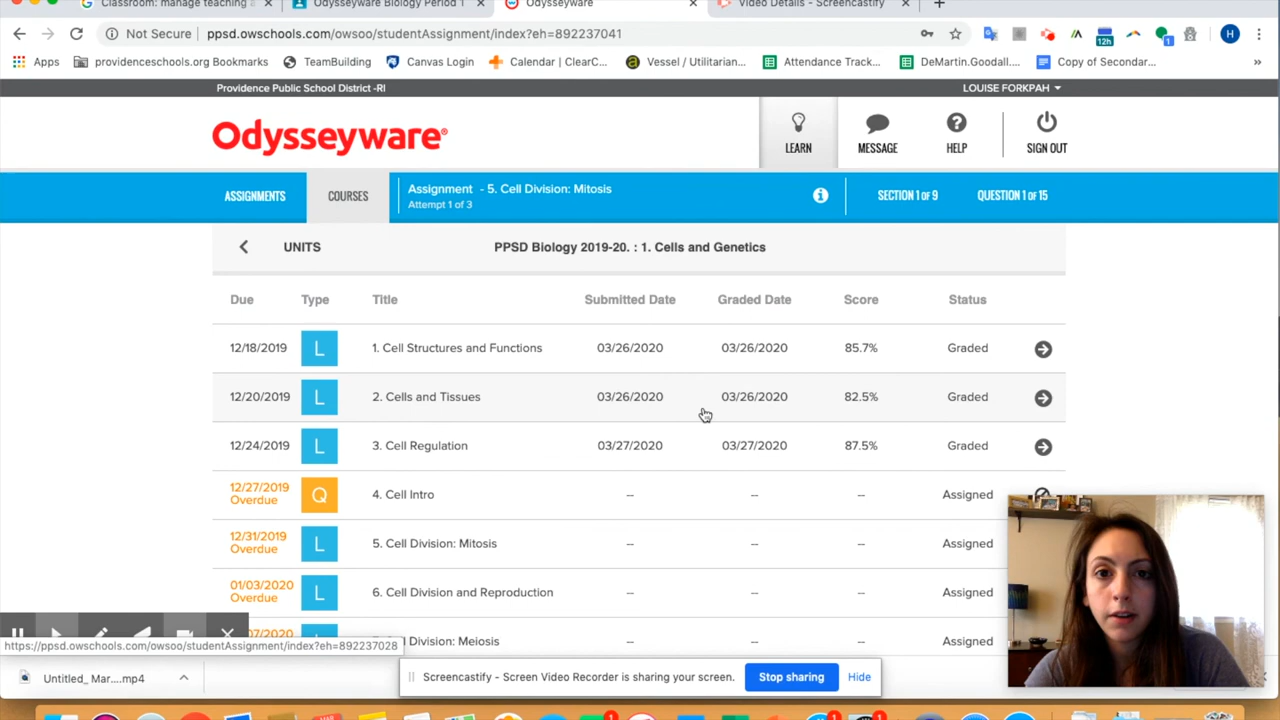 Classroom: manage teaching a
Odysseyware Biology Period 1
Odysseyware
Video Details - Screencastify
Not Secure | ppsd.owschools.com/owsoo/studentAssignment/index?eh=892237041
12h
1
H
Apps providenceschools.org Bookmarks TeamBuilding Canvas Login Calendar | ClearC... Vessel / Utilitarian... Attendance Track... DeMartin.Goodall.... Copy of Secondar... »
Providence Public School District -RI LOUISE FORKPAH
Odysseyware®
LEARN MESSAGE HELP SIGN OUT
ASSIGNMENTS COURSES
Assignment - 5. Cell Division: Mitosis
Attempt 1 of 3
SECTION 1 OF 9 QUESTION 1 OF 15
UNITS PPSD Biology 2019-20. : 1. Cells and Genetics
Due Type Title Submitted Date Graded Date Score Status
12/18/2019 L 1. Cell Structures and Functions 03/26/2020 03/26/2020 85.7% Graded
12/20/2019 L 2. Cells and Tissues 03/26/2020 03/26/2020 82.5% Graded
12/24/2019 L 3. Cell Regulation 03/27/2020 03/27/2020 87.5% Graded
12/27/2019 Overdue Q 4. Cell Intro -- -- -- Assigned
12/31/2019 Overdue L 5. Cell Division: Mitosis -- -- -- Assigned
01/03/2020 Overdue L 6. Cell Division and Reproduction -- -- -- Assigned
Division: Meiosis -- -- -- Assigned
https://ppsd.owschools.com/owsoo/studentAssignment/index?eh=892237028
Untitled_ Mar....mp4
Screencastify - Screen Video Recorder is sharing your screen. Stop sharing Hide